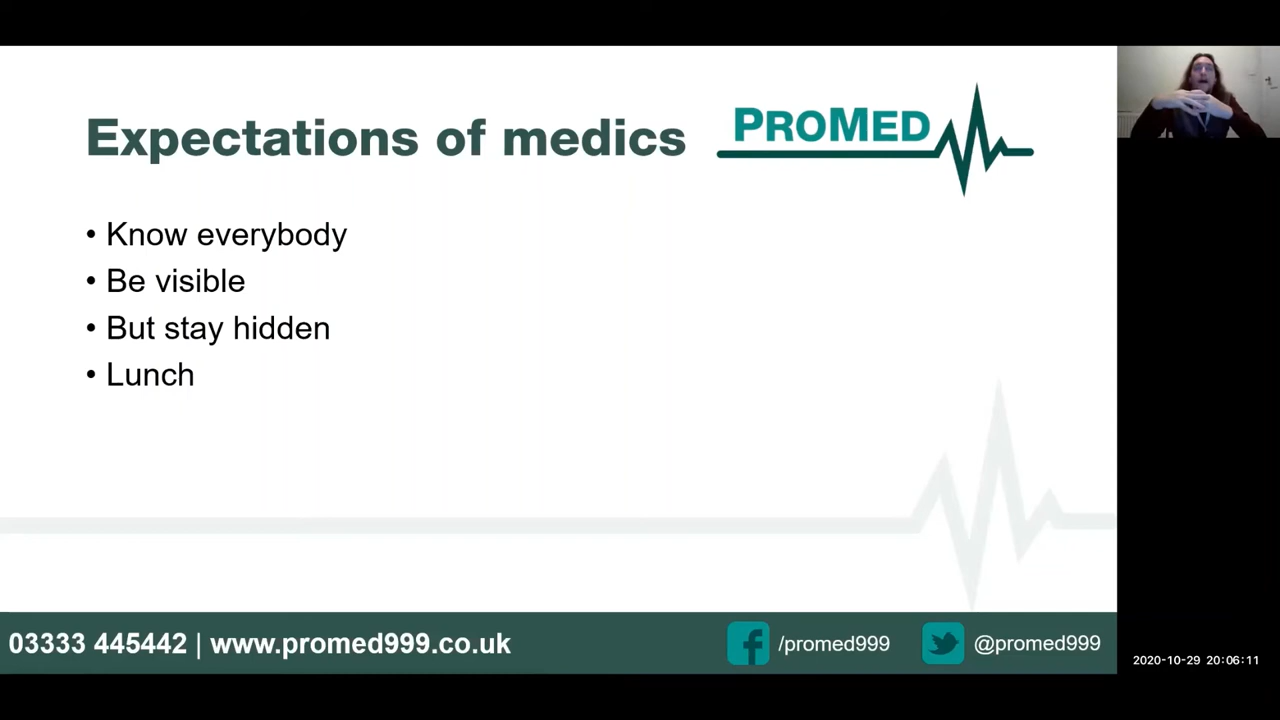 Expectations of medics
PROMED
• Know everybody
• Be visible
• But stay hidden
• Lunch
03333 445442 | www.promed999.co.uk
/promed999
@promed999
2020-10-29 20:06:11